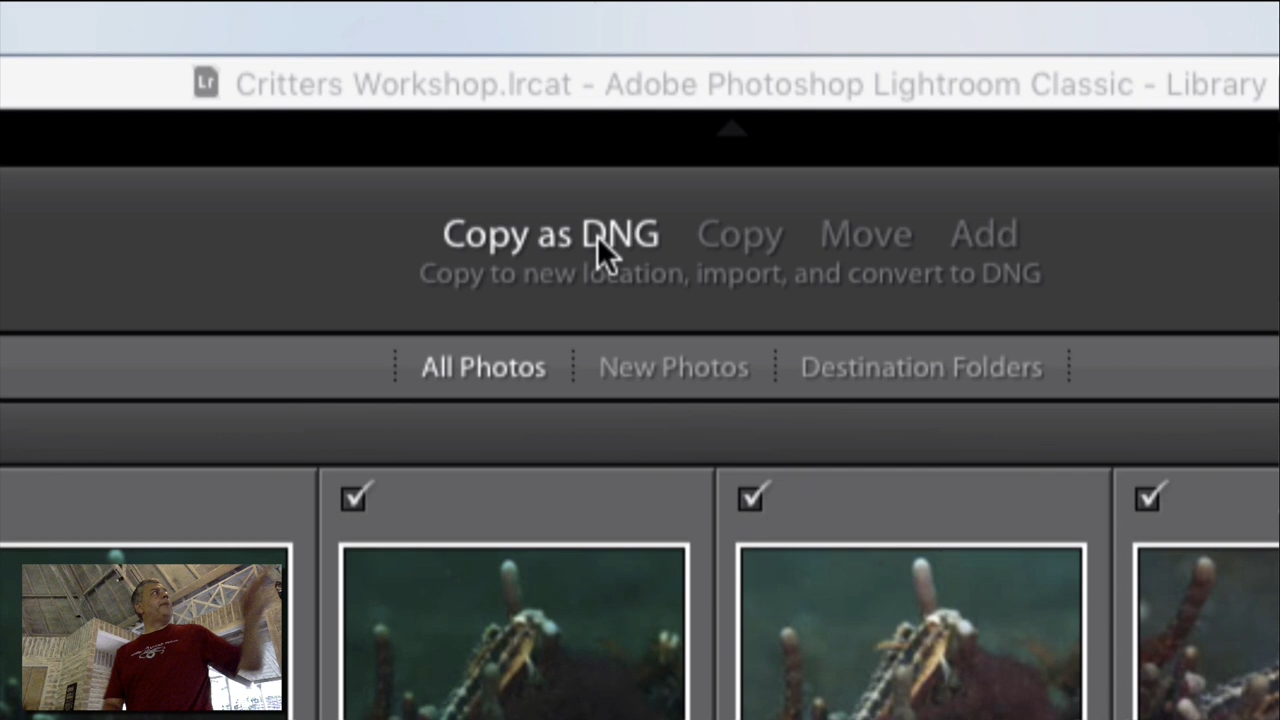 Lr Critters Workshop.lrcat - Adobe Photoshop Lightroom Classic - Library
Copy as DNG Copy Move Add
Copy to new location, import, and convert to DNG
All Photos New Photos Destination Folders